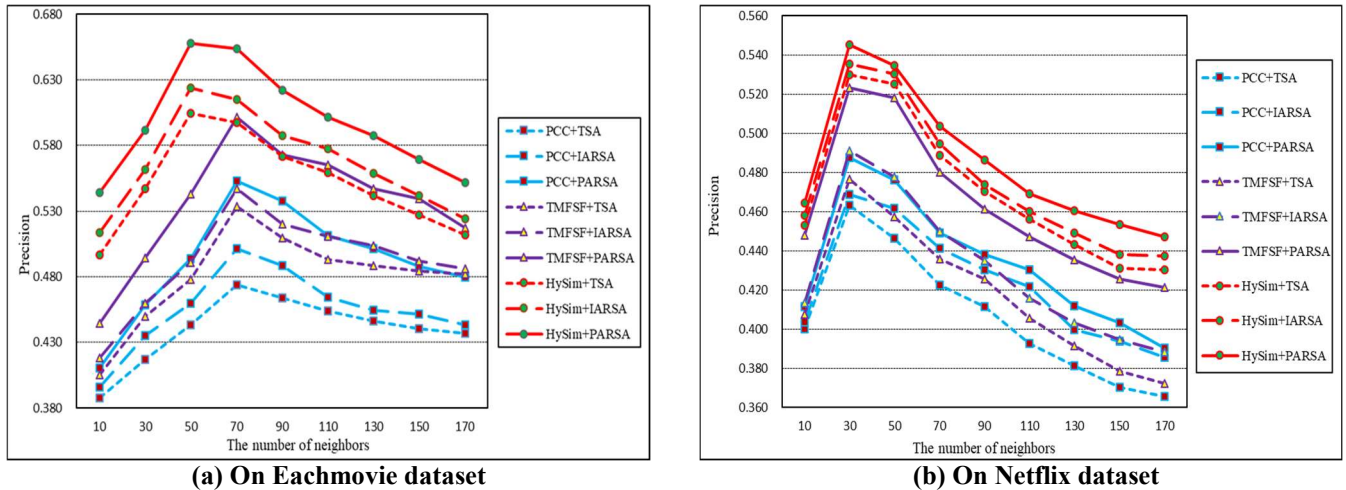 0.680
0.630
0.580
0.530
0.480
0.430
0.380
Precision
10 30 50 70 90 110 130 150 170
The number of neighbors
PCC+TSA
PCC+IARSA
PCC+PARSA
TMFSF+TSA
TMFSF+IARSA
TMFSF+PARSA
HySim+TSA
HySim+IARSA
HySim+PARSA
(a) On Eachmovie dataset
0.560
0.540
0.520
0.500
0.480
0.460
0.440
0.420
0.400
0.380
0.360
Precision
10 30 50 70 90 110 130 150 170
The number of neighbors
PCC+TSA
PCC+IARSA
PCC+PARSA
TMFSF+TSA
TMFSF+IARSA
TMFSF+PARSA
HySim+TSA
HySim+IARSA
HySim+PARSA
(b) On Netflix dataset